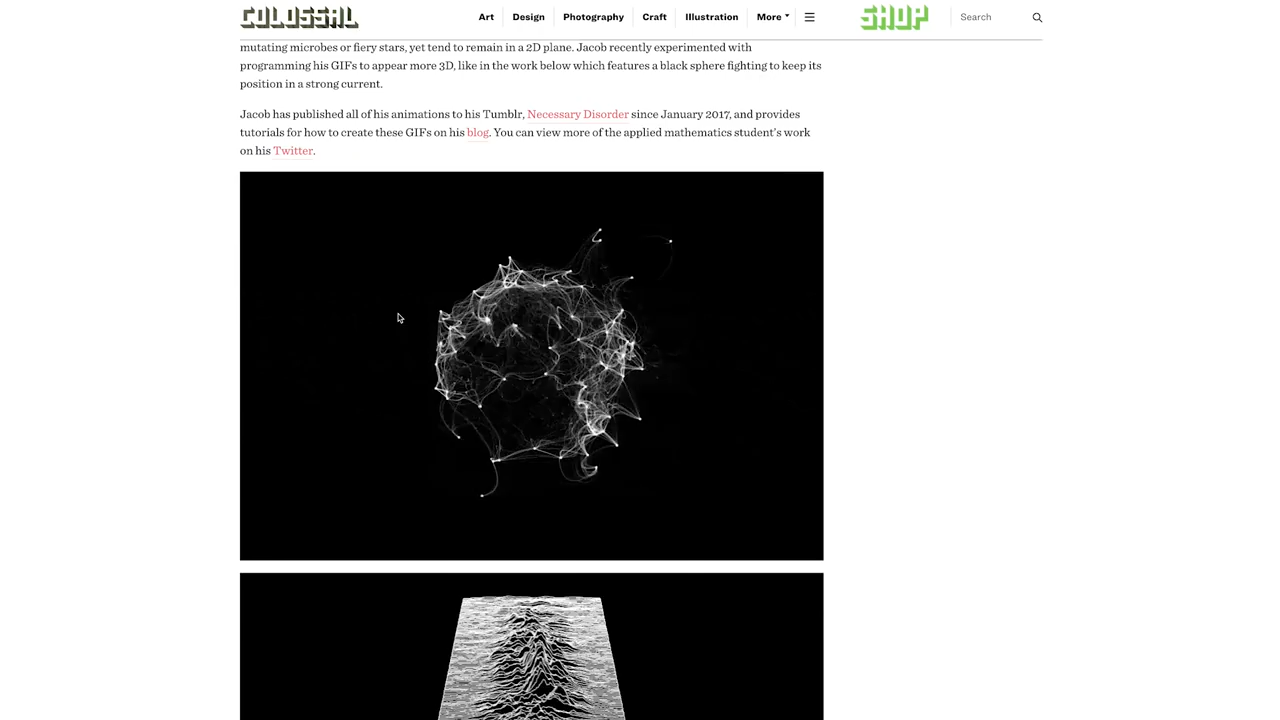 COLOSSAL
Art
Design
Photography
Craft
Illustration
More
SHOP
Search
mutating microbes or fiery stars, yet tend to remain in a 2D plane. Jacob recently experimented with
programming his GIFs to appear more 3D, like in the work below which features a black sphere fighting to keep its
position in a strong current.
Jacob has published all of his animations to his Tumblr, Necessary Disorder since January 2017, and provides
tutorials for how to create these GIFs on his blog. You can view more of the applied mathematics student's work
on his Twitter.